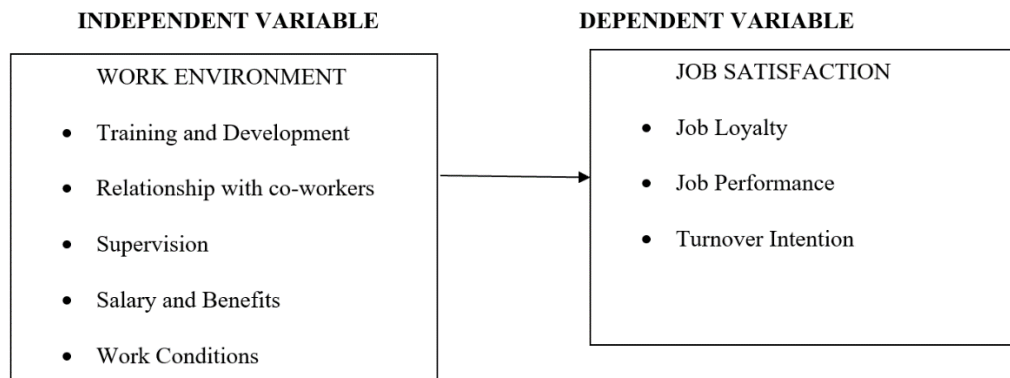 INDEPENDENT VARIABLE
WORK ENVIRONMENT
• Training and Development
• Relationship with co-workers
• Supervision
• Salary and Benefits
• Work Conditions
DEPENDENT VARIABLE
JOB SATISFACTION
• Job Loyalty
• Job Performance
• Turnover Intention